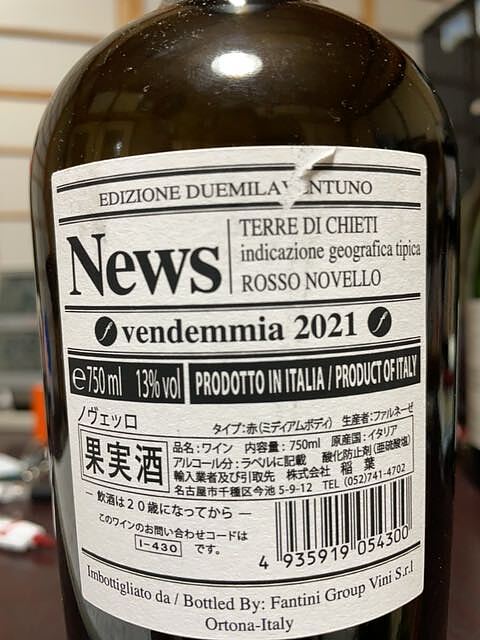 EDIZIONE DUEMILAVENTUNO
News
TERRE DI CHIETI
indicazione geografica tipica
ROSSO NOVELLO
f vendemmia 2021 f
e 750 ml 13% vol PRODOTTO IN ITALIA / PRODUCT OF ITALY
ノヴェッロ
タイプ:赤(ミディアムボディ) 生産者:ファルネーゼ
果実酒
品名:ワイン 内容量:750ml 原産国:イタリア
アルコール分:ラベルに記載 酸化防止剤(亜硫酸塩)
輸入業者及び引取先 株式会社 稲葉
名古屋市千種区今池5-9-12 TEL (052)741-4702
― 飲酒は20歳になってから ―
このワインのお問い合わせコードは
I-430 です。
4 935919 054300
Imbottigliato da / Bottled By: Fantini Group Vini S.r.l
Ortona-Italy